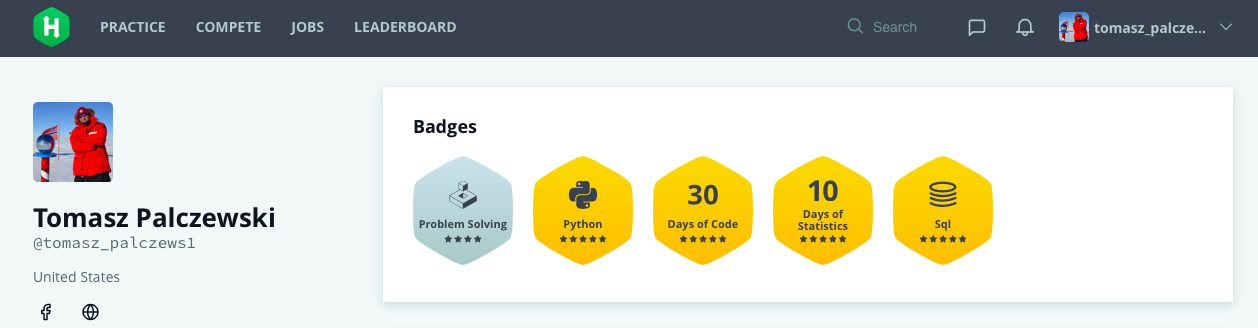 H
PRACTICE COMPETE JOBS LEADERBOARD Search tomasz_palcze...
Tomasz Palczewski
@tomasz_palczews1
United States
Badges
Problem Solving
Python
30
Days of Code
10
Days of
Statistics
Sql